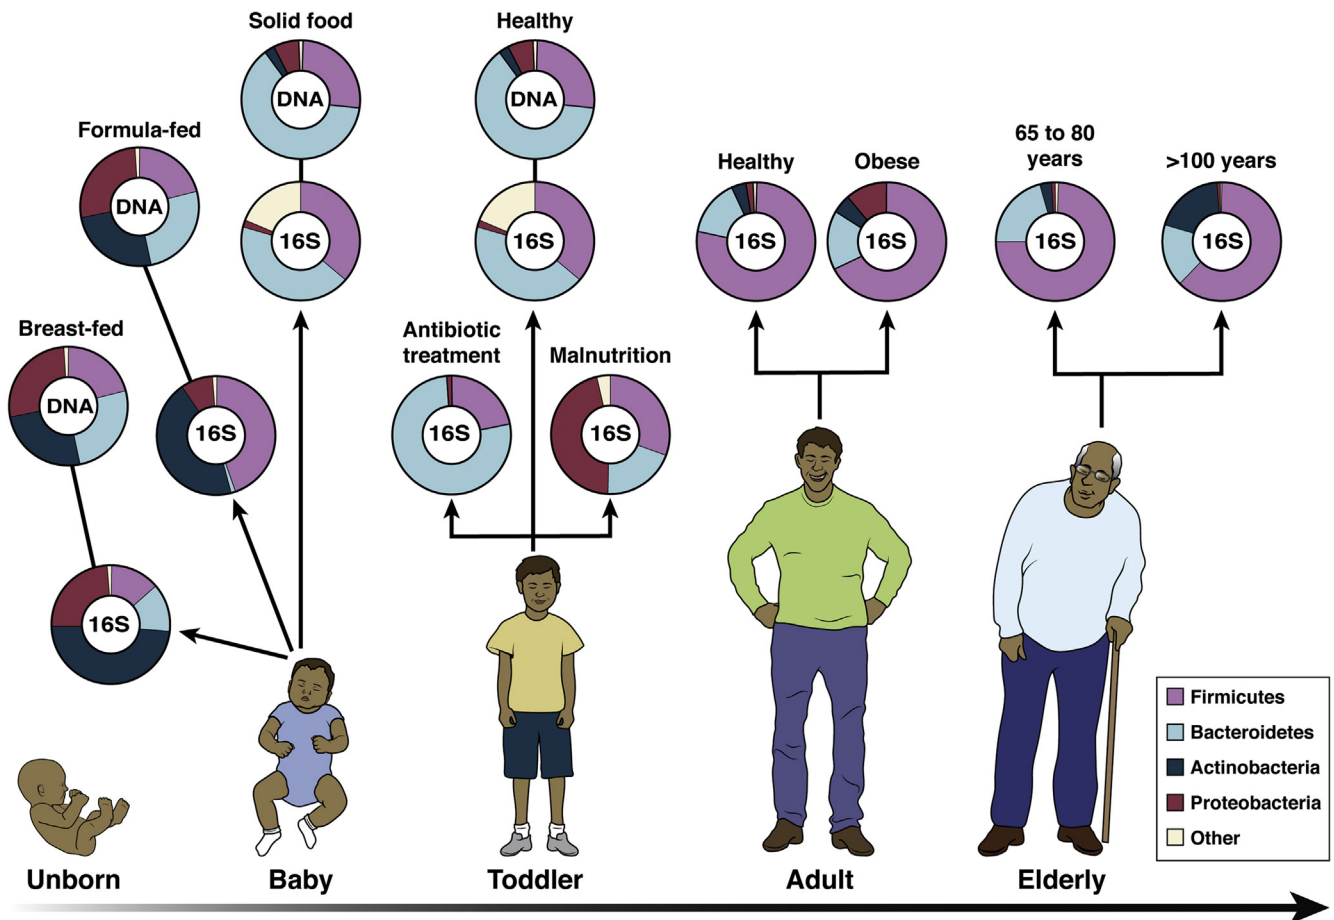 Solid food
Healthy
DNA
DNA
Formula-fed
DNA
65 to 80
years
Healthy
Obese
>100 years
16S
16S
16S
16S
16S
16S
Breast-fed
DNA
Antibiotic
treatment
Malnutrition
16S
16S
16S
16S
Firmicutes
Bacteroidetes
Actinobacteria
Proteobacteria
Other
Unborn
Baby
Toddler
Adult
Elderly